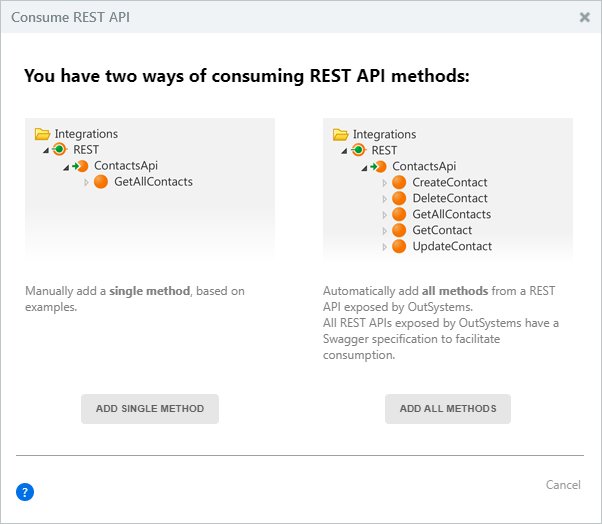 Consume REST API
You have two ways of consuming REST API methods:
Integrations
REST
ContactsApi
GetAllContacts
Manually add a single method, based on
examples.
ADD SINGLE METHOD
Integrations
REST
ContactsApi
CreateContact
DeleteContact
GetAllContacts
GetContact
UpdateContact
Automatically add all methods from a REST
API exposed by OutSystems.
All REST APIs exposed by OutSystems have a
Swagger specification to facilitate
consumption.
ADD ALL METHODS
?
Cancel